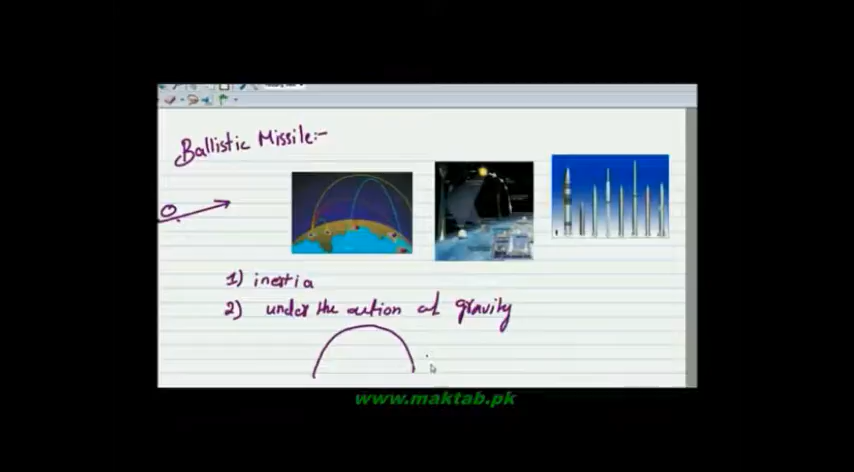 Ballistic Missile:-
1) inertia
2) under the action of gravity
www.maktab.pk